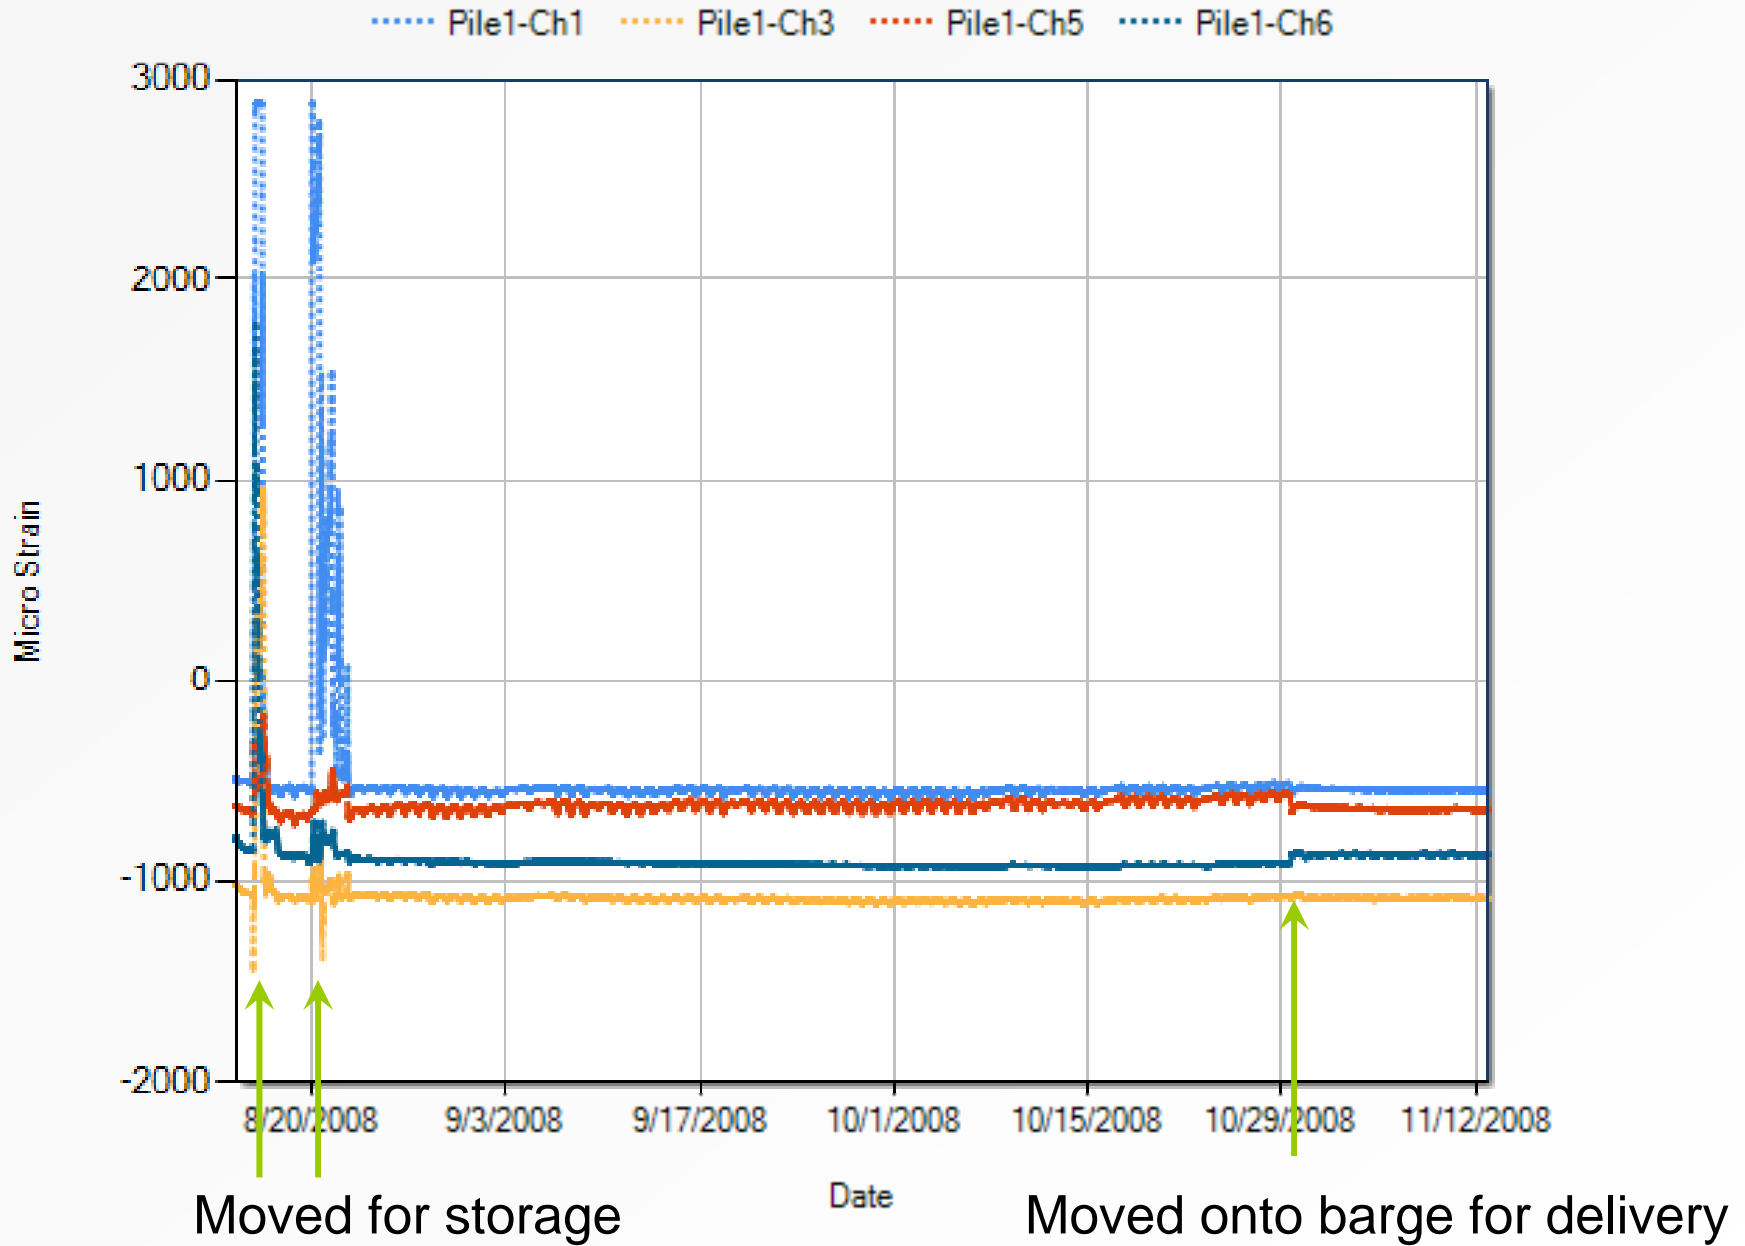 Pile1-Ch1 Pile1-Ch3 Pile1-Ch5 Pile1-Ch6
3000
2000
1000
0
-1000
-2000
Micro Strain
8/20/2008 9/3/2008 9/17/2008 10/1/2008 10/15/2008 10/29/2008 11/12/2008
Date
Moved for storage
Moved onto barge for delivery